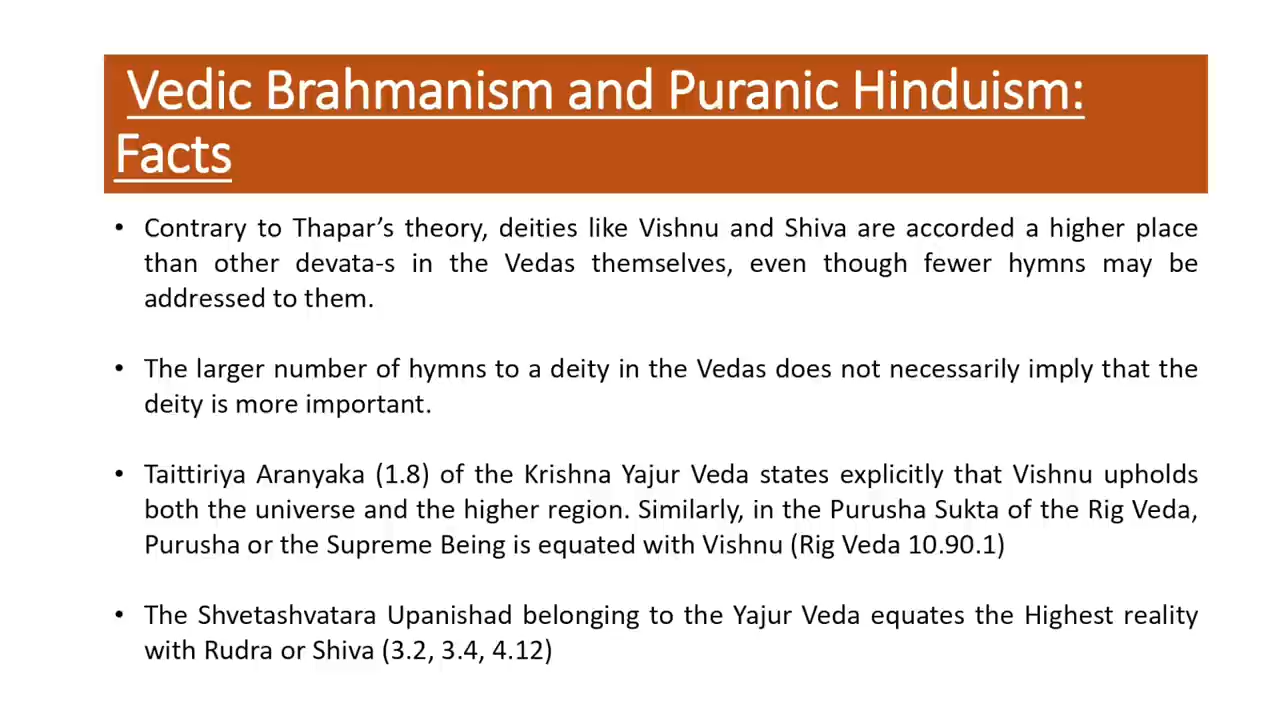 Vedic Brahmanism and Puranic Hinduism:
Facts
• Contrary to Thapar’s theory, deities like Vishnu and Shiva are accorded a higher place
than other devata-s in the Vedas themselves, even though fewer hymns may be
addressed to them.
• The larger number of hymns to a deity in the Vedas does not necessarily imply that the
deity is more important.
• Taittiriya Aranyaka (1.8) of the Krishna Yajur Veda states explicitly that Vishnu upholds
both the universe and the higher region. Similarly, in the Purusha Sukta of the Rig Veda,
Purusha or the Supreme Being is equated with Vishnu (Rig Veda 10.90.1)
• The Shvetashvatara Upanishad belonging to the Yajur Veda equates the Highest reality
with Rudra or Shiva (3.2, 3.4, 4.12)